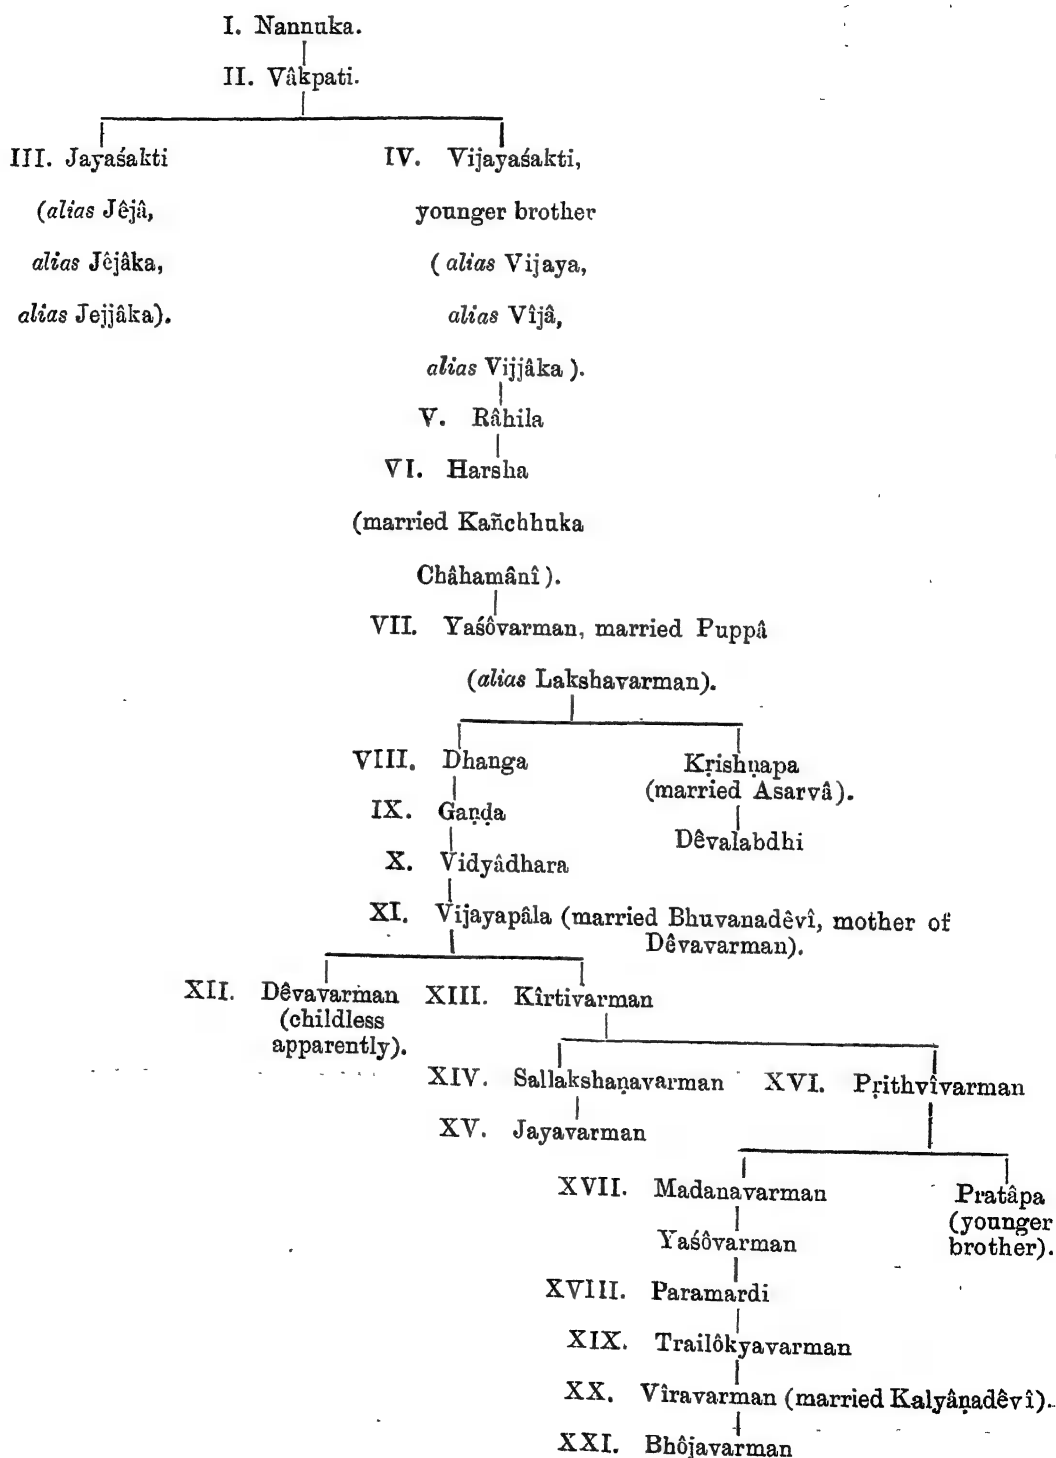 I. Nannuka.
II. Vâkpati.
III. Jayaśakti IV. Vijayaśakti,
(alias Jêjâ, younger brother
alias Jêjâka, (alias Vijaya,
alias Jejjâka). alias Vîjâ,
alias Vijjâka).
V. Râhila
VI. Harsha
(married Kañchhuka
Châhamânî).
VII. Yaśôvarman, married Puppâ
(alias Lakshavarman).
VIII. Dhanga Kṛishṇapa
(married Asarvâ).
IX. Gaṇḍa
Dêvalabdhi
X. Vidyâdhara
XI. Vijayapâla (married Bhuvanadêvî, mother of
Dêvavarman).
XII. Dêvavarman XIII. Kîrtivarman
(childless
apparently).
XIV. Sallakshaṇavarman XVI. Pṛithvîvarman
XV. Jayavarman
XVII. Madanavarman Pratâpa
(younger
brother).
Yaśôvarman
XVIII. Paramardi
XIX. Trailôkyavarman
XX. Vîravarman (married Kalyâṇadêvî).
XXI. Bhôjavarman